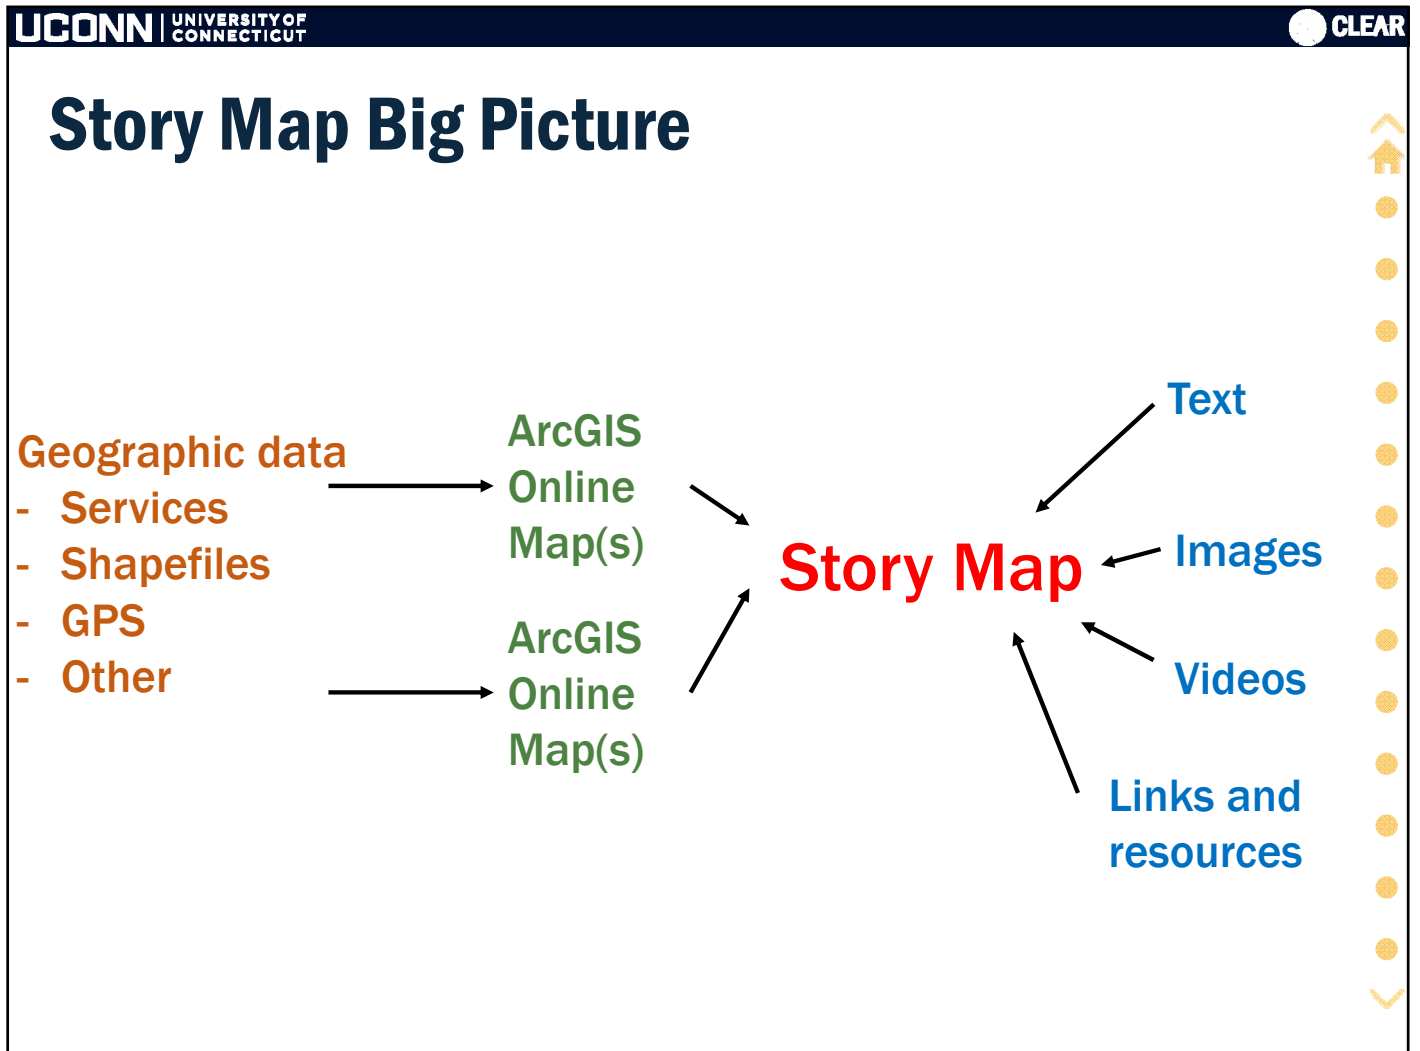 UCONN
UNIVERSITY OF
CONNECTICUT
CLEAR
Story Map Big Picture
Geographic data
- Services
- Shapefiles
- GPS
- Other
ArcGIS
Online
Map(s)
ArcGIS
Online
Map(s)
Story Map
Text
Images
Videos
Links and
resources